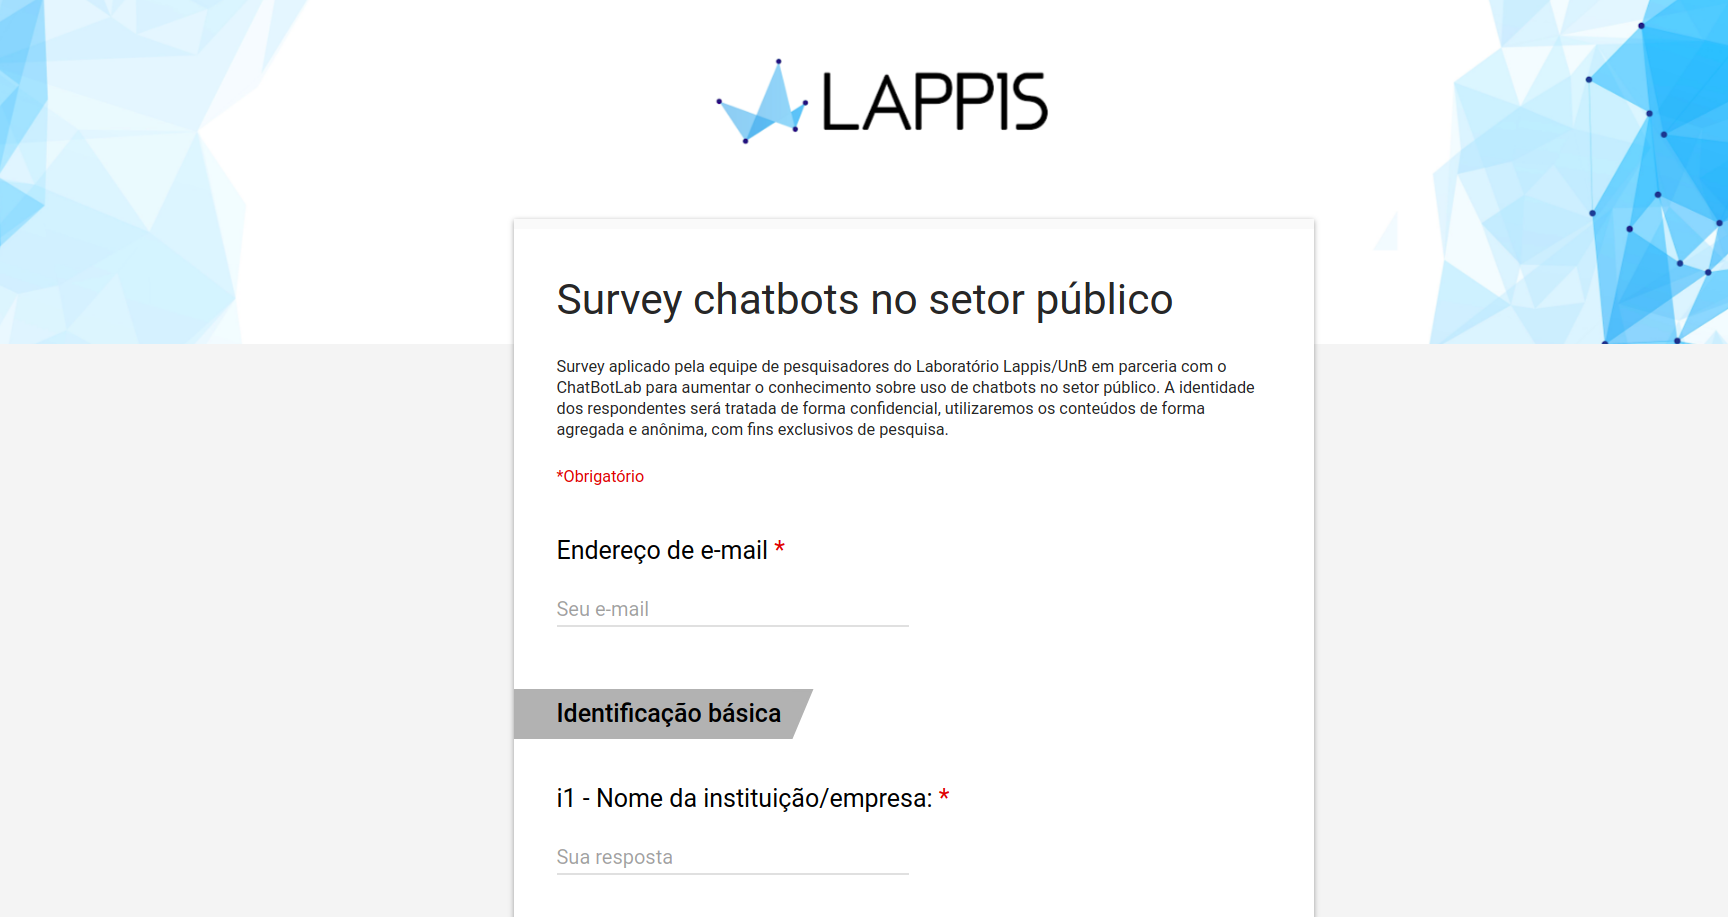 LAPPIS
Survey chatbots no setor público
Survey aplicado pela equipe de pesquisadores do Laboratório Lappis/UnB em parceria com o
ChatBotLab para aumentar o conhecimento sobre uso de chatbots no setor público. A identidade
dos respondentes será tratada de forma confidencial, utilizaremos os conteúdos de forma
agregada e anônima, com fins exclusivos de pesquisa.
*Obrigatório
Endereço de e-mail *
Seu e-mail
Identificação básica
i1 - Nome da instituição/empresa: *
Sua resposta